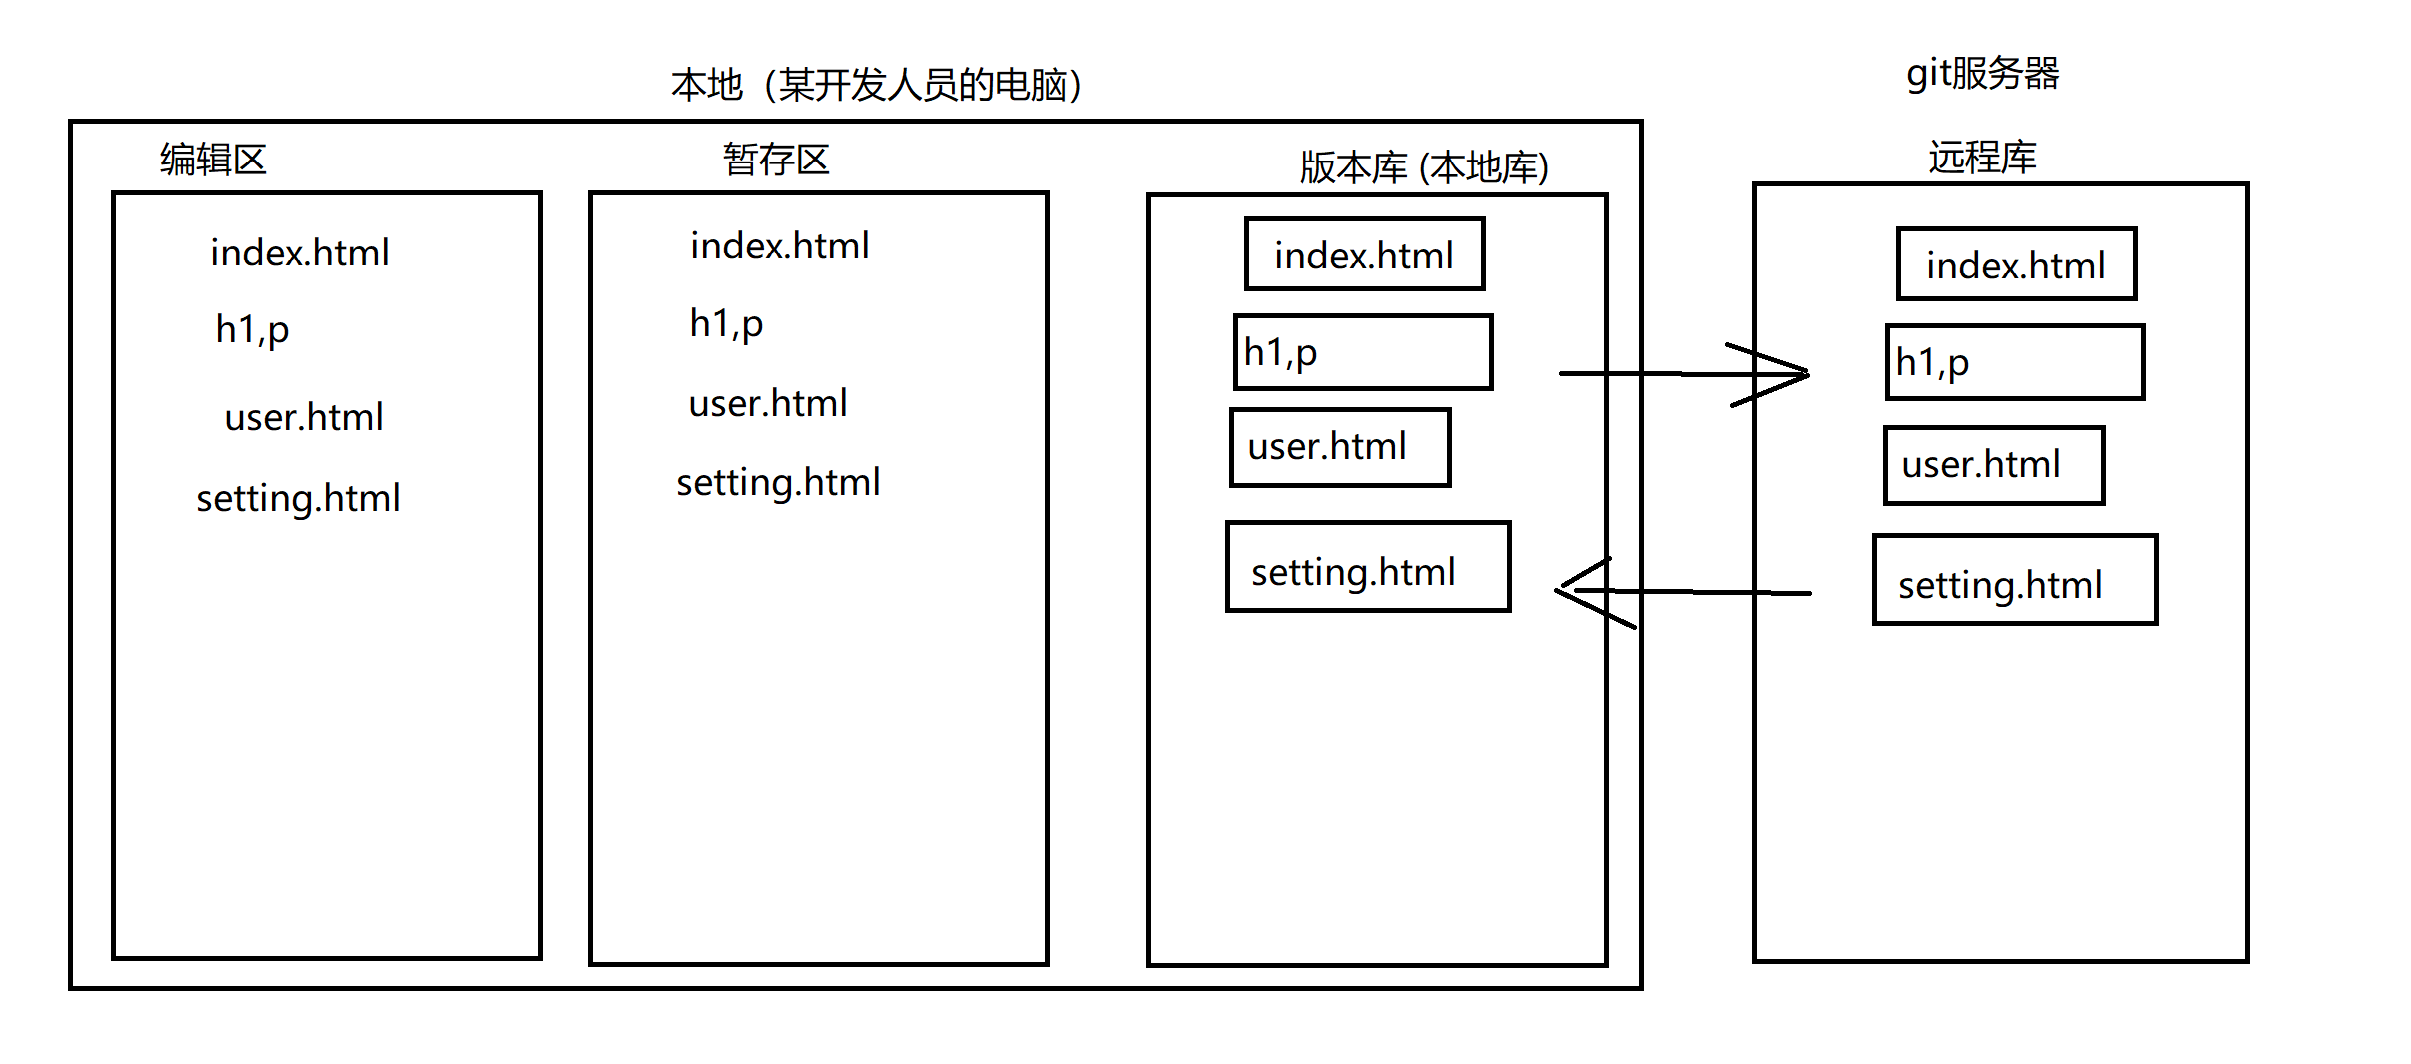 本地（某开发人员的电脑）
git服务器
编辑区
暂存区
版本库 (本地库)
远程库
index.html
h1,p
user.html
setting.html
index.html
h1,p
user.html
setting.html
index.html
h1,p
user.html
setting.html
index.html
h1,p
user.html
setting.html